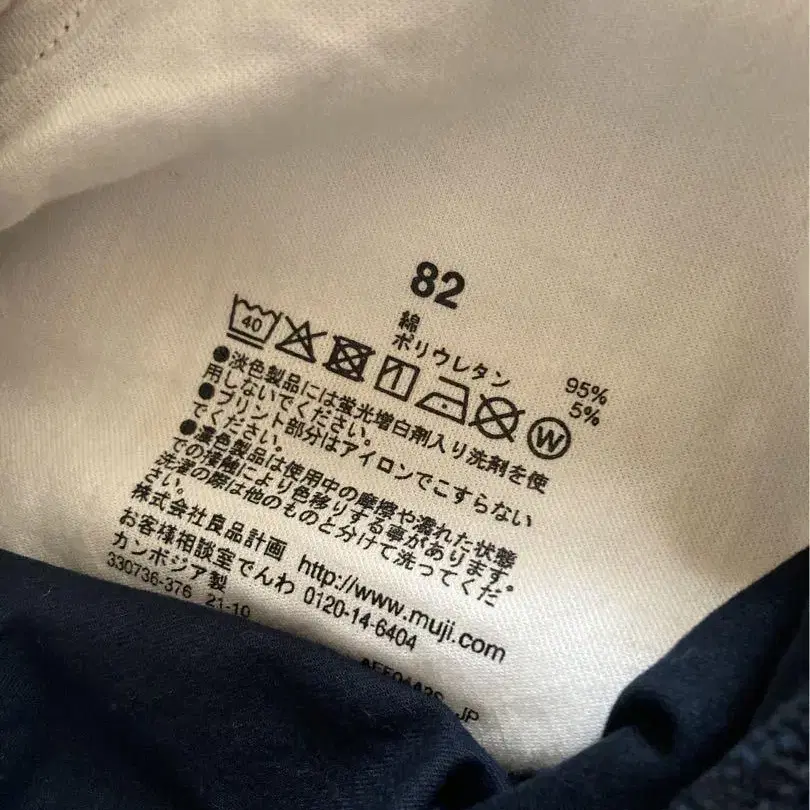 82
綿 95%
ポリウレタン 5%
40 W
●淡色製品には蛍光増白剤入り洗剤を使
用しないでください。
●プリント部分はアイロンでこすらない
でください。
●濃色製品は使用中の摩擦や濡れた状態
での接触により色移りする事があります。
洗濯の際は他のものと分けて洗ってくだ
さい。
株式会社良品計画 http://www.muji.com
お客様相談室でんわ 0120-14-6404
カンボジア製
330736-376 21-10
JP